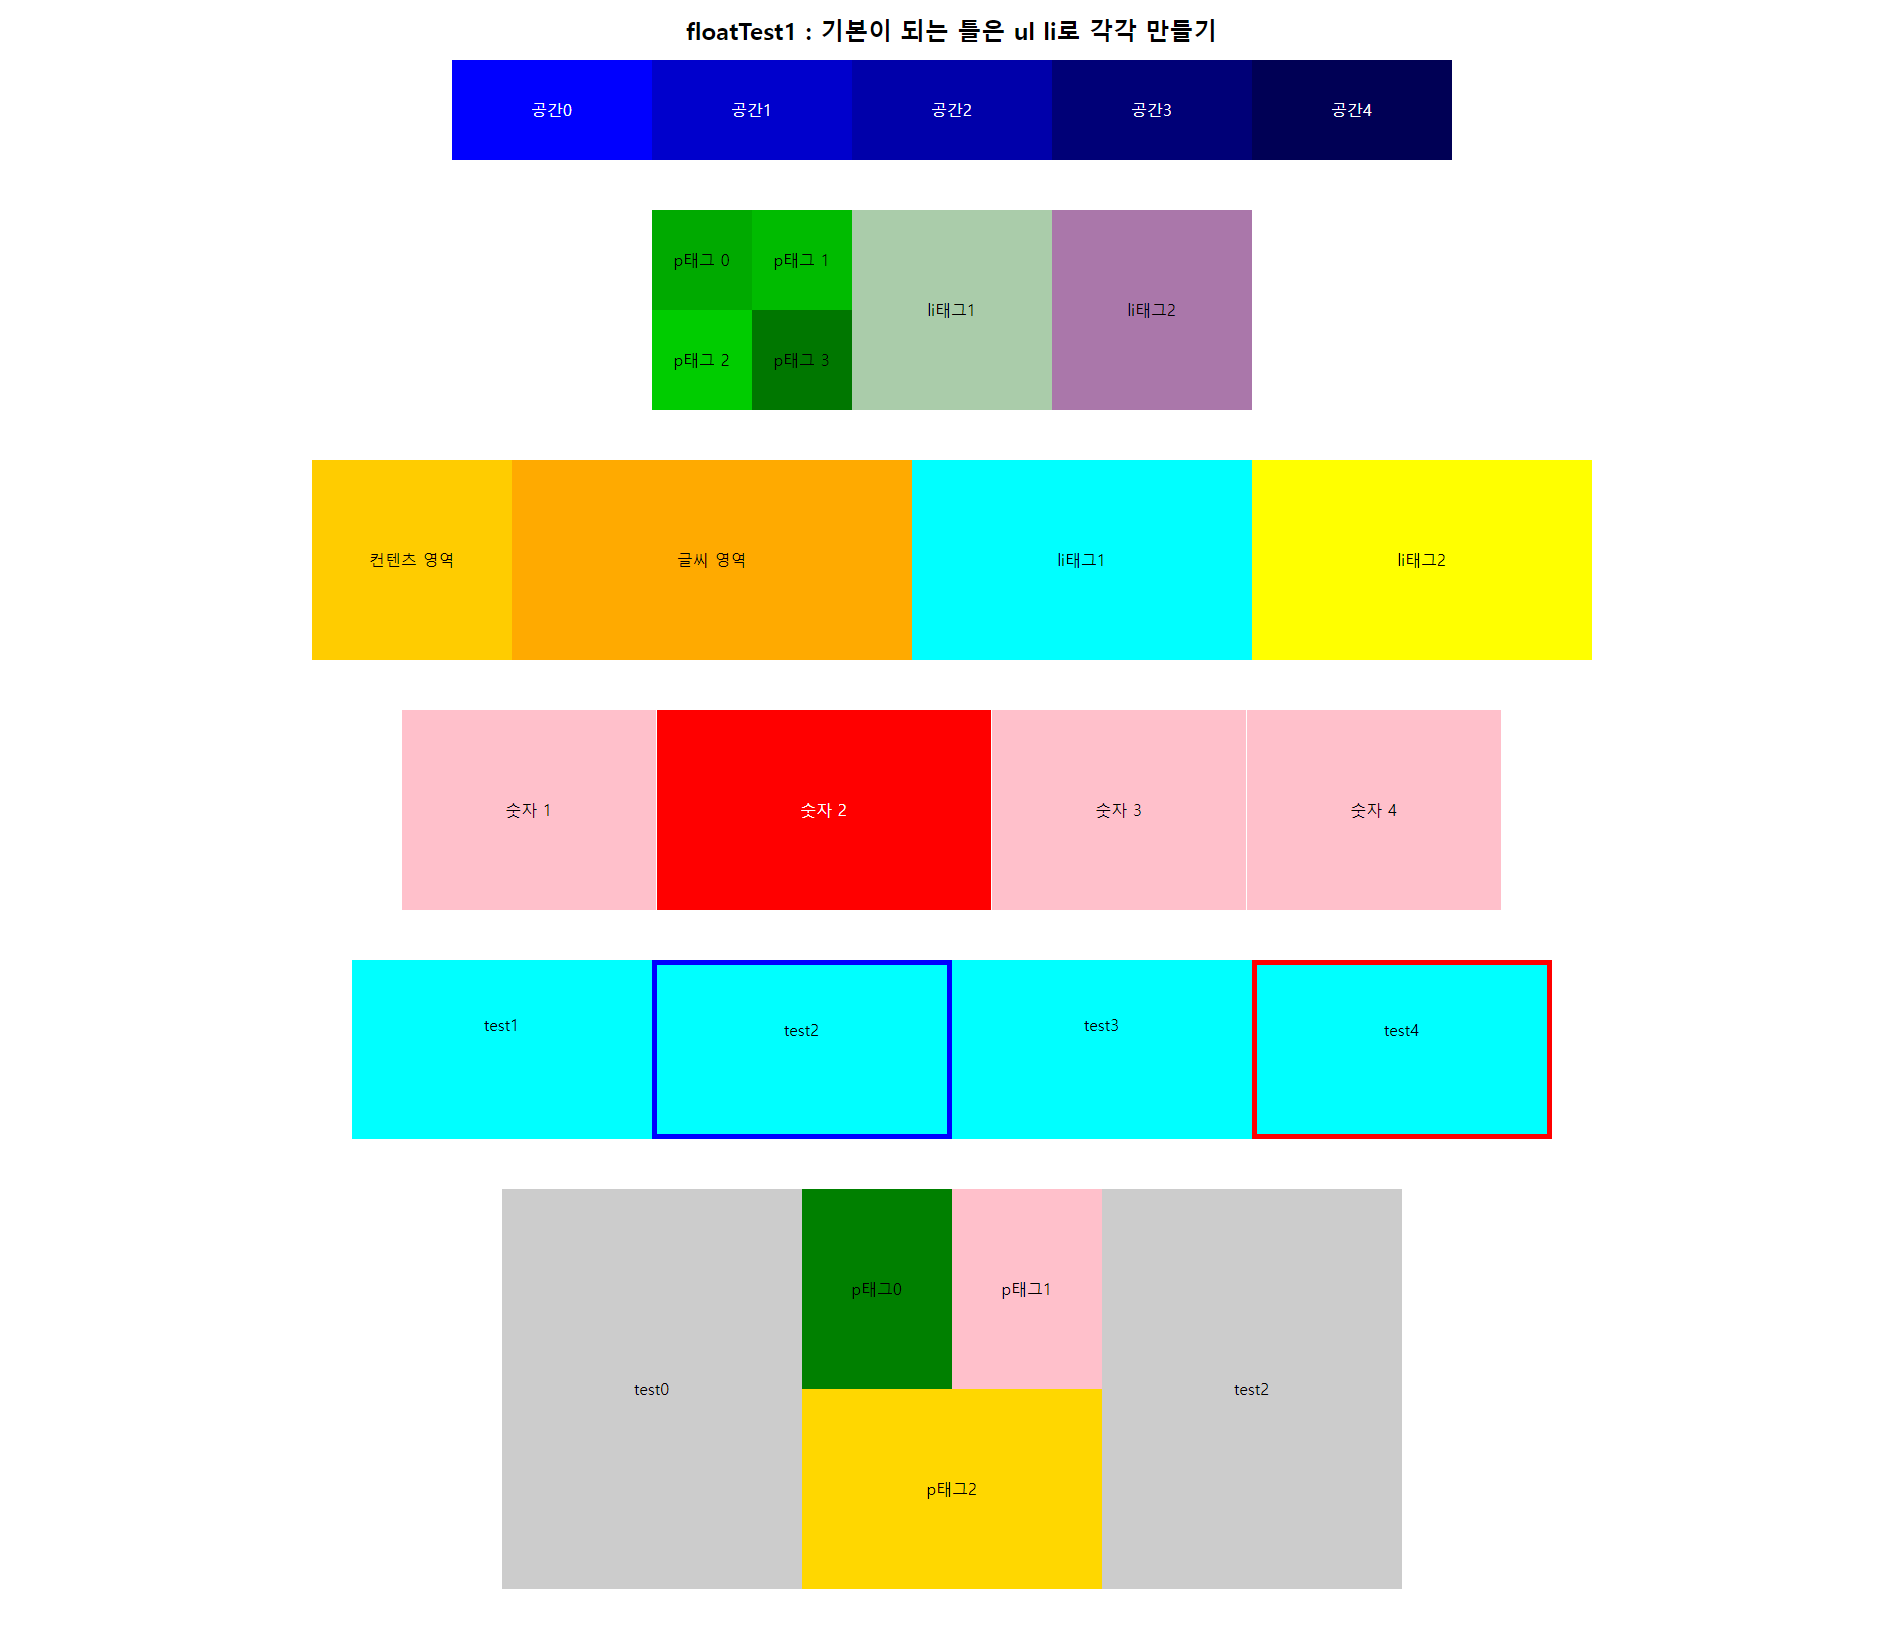 floatTest1 : 기본이 되는 틀은 ul li로 각각 만들기
공간0 공간1 공간2 공간3 공간4
p태그 0 p태그 1
li태그1 li태그2
p태그 2 p태그 3
컨텐츠 영역 글씨 영역 li태그1 li태그2
숫자 1 숫자 2 숫자 3 숫자 4
test1 test2 test3 test4
p태그0 p태그1
test0 test2
p태그2